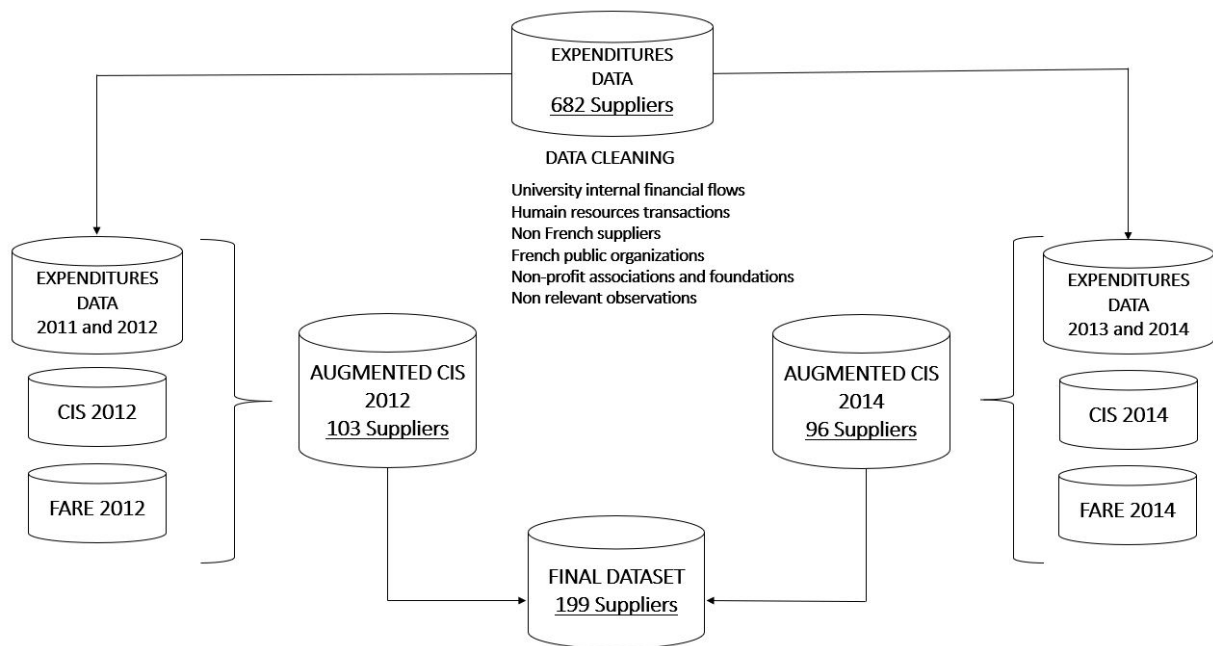 EXPENDITURES
DATA
682 Suppliers
DATA CLEANING
University internal financial flows
Humain resources transactions
Non French suppliers
French public organizations
Non-profit associations and foundations
Non relevant observations
EXPENDITURES
DATA
2011 and 2012
CIS 2012
FARE 2012
AUGMENTED CIS
2012
103 Suppliers
AUGMENTED CIS
2014
96 Suppliers
EXPENDITURES
DATA
2013 and 2014
CIS 2014
FARE 2014
FINAL DATASET
199 Suppliers